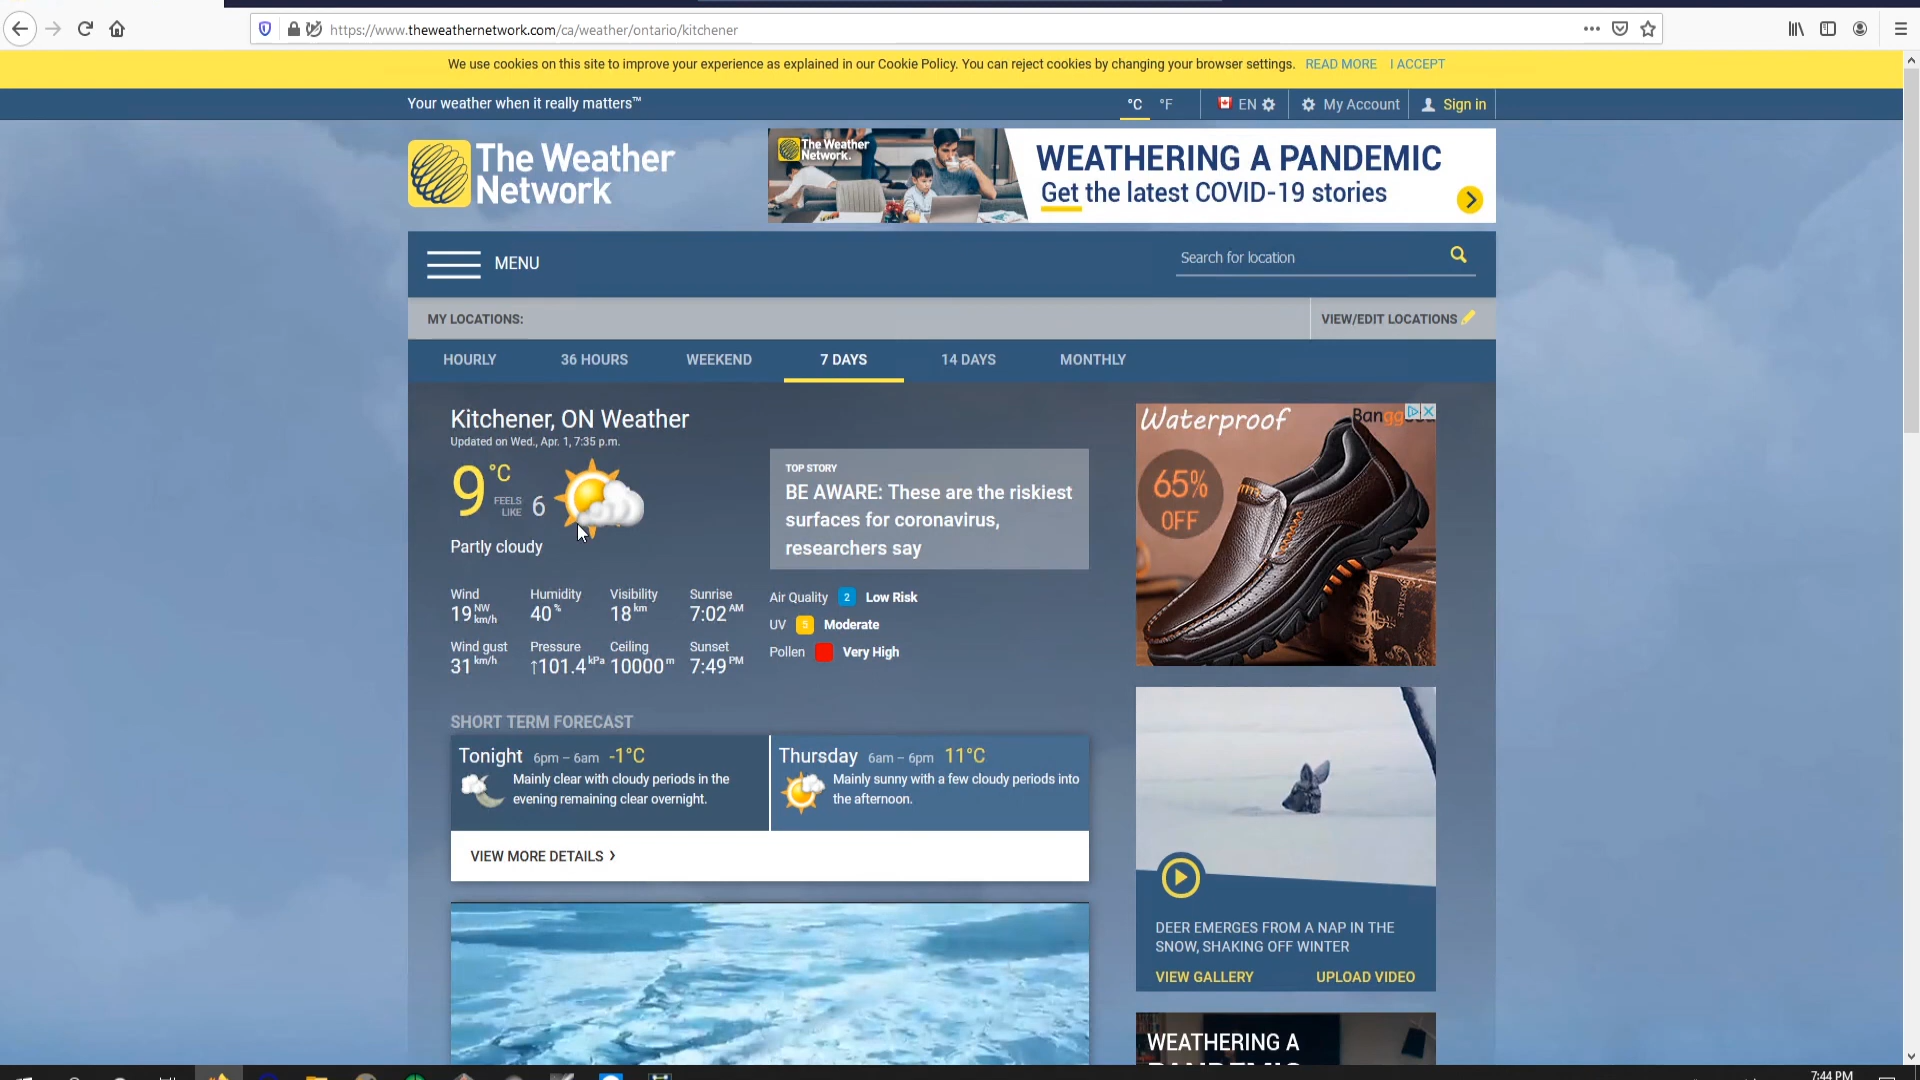 https://www.theweathernetwork.com/ca/weather/ontario/kitchener
We use cookies on this site to improve your experience as explained in our Cookie Policy. You can reject cookies by changing your browser settings. READ MORE I ACCEPT
Your weather when it really matters™
°C °F EN My Account Sign in
The Weather
Network
The Weather
Network.
WEATHERING A PANDEMIC
Get the latest COVID-19 stories
MENU
Search for location
MY LOCATIONS:
VIEW/EDIT LOCATIONS
HOURLY 36 HOURS WEEKEND 7 DAYS 14 DAYS MONTHLY
Kitchener, ON Weather
Updated on Wed., Apr. 1, 7:35 p.m.
9 °C FEELS LIKE 6
Partly cloudy
TOP STORY
BE AWARE: These are the riskiest
surfaces for coronavirus,
researchers say
Wind Humidity Visibility Sunrise
19 NW km/h 40 % 18 km 7:02 AM
Wind gust Pressure Ceiling Sunset
31 km/h ↑101.4 kPa 10000 m 7:49 PM
Air Quality 2 Low Risk
UV 5 Moderate
Pollen Very High
SHORT TERM FORECAST
Tonight 6pm – 6am -1°C
Mainly clear with cloudy periods in the
evening remaining clear overnight.
Thursday 6am – 6pm 11°C
Mainly sunny with a few cloudy periods into
the afternoon.
VIEW MORE DETAILS ›
Waterproof
65%
OFF
POSTALE
DEER EMERGES FROM A NAP IN THE
SNOW, SHAKING OFF WINTER
VIEW GALLERY UPLOAD VIDEO
WEATHERING A
PANDEMIC
7:44 PM